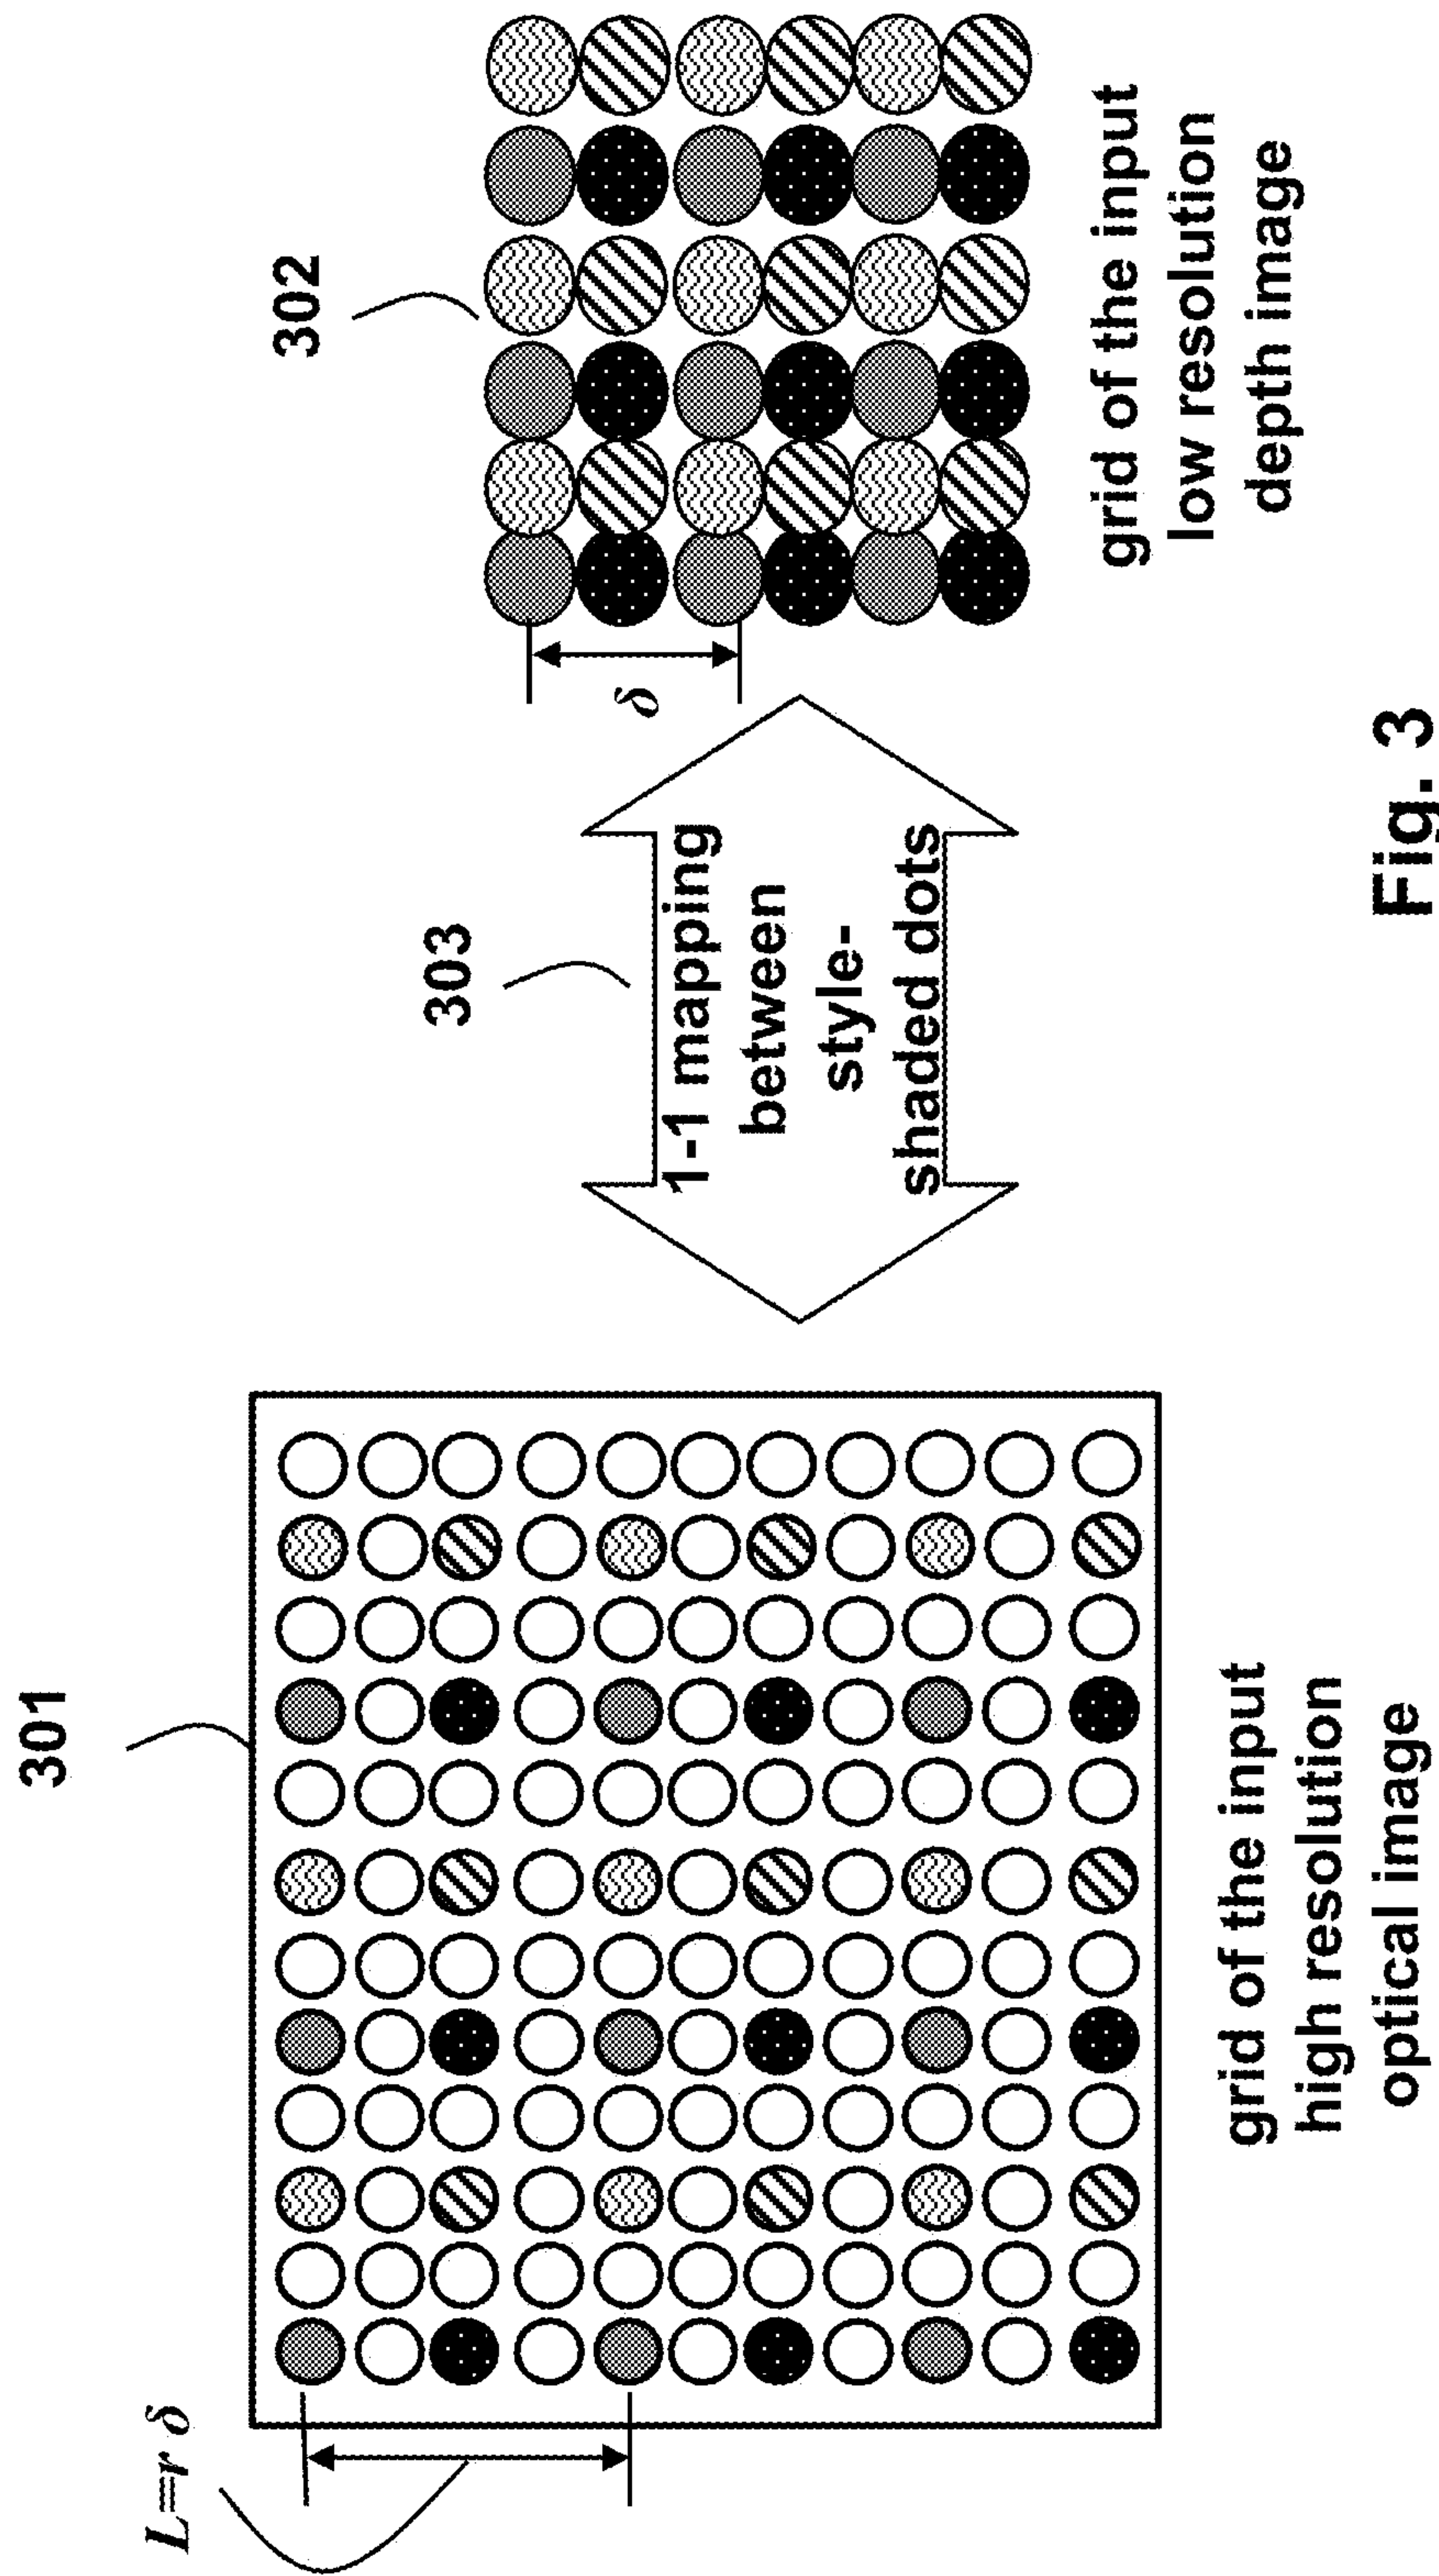 301
L=r δ
grid of the input
high resolution
optical image
303
1-1 mapping
between
style-
shaded dots
302
δ
grid of the input
low resolution
depth image
Fig. 3